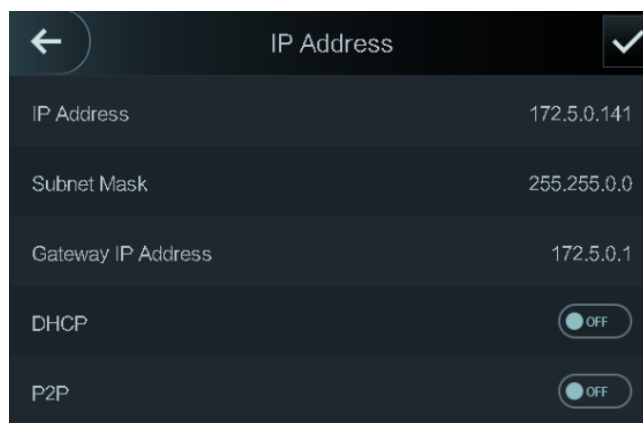 IP Address
IP Address 172.5.0.141
Subnet Mask 255.255.0.0
Gateway IP Address 172.5.0.1
DHCP OFF
P2P OFF